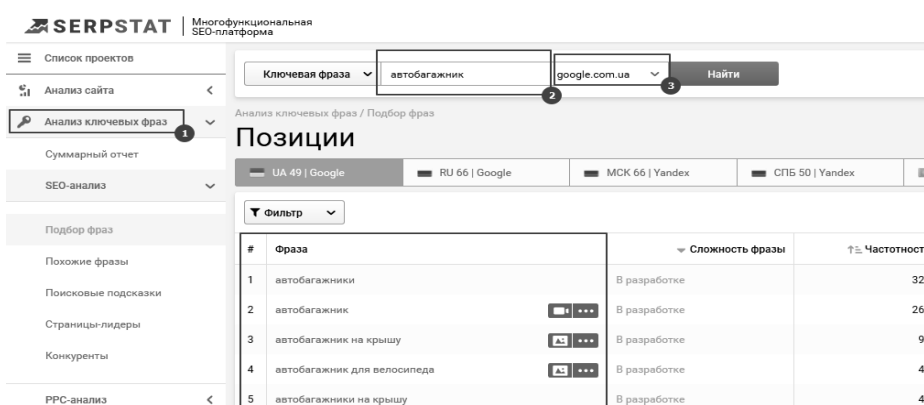 SERPSTAT
Многофункциональная
SEO-платформа
Список проектов
Анализ сайта
Анализ ключевых фраз
1
Суммарный отчет
SEO-анализ
Подбор фраз
Похожие фразы
Поисковые подсказки
Страницы-лидеры
Конкуренты
PPC-анализ
Ключевая фраза
автобагажник
2
google.com.ua
3
Найти
Анализ ключевых фраз / Подбор фраз
Позиции
UA 49 | Google
RU 66 | Google
МСК 66 | Yandex
СПБ 50 | Yandex
Фильтр
# Фраза Сложность фразы Частотност
1 автобагажники В разработке 32
2 автобагажник В разработке 26
3 автобагажник на крышу В разработке 9
4 автобагажник для велосипеда В разработке 4
5 автобагажники на крышу В разработке 4